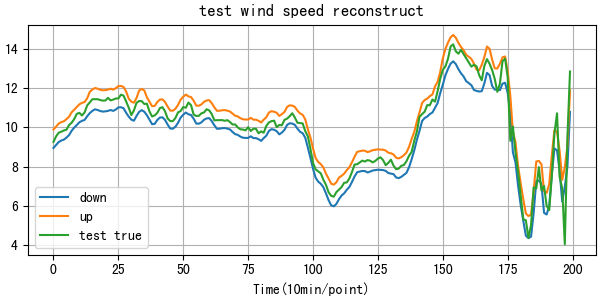 test wind speed reconstruct
14
12
10
8
6
4
down
up
test true
0 25 50 75 100 125 150 175 200
Time(10min/point)